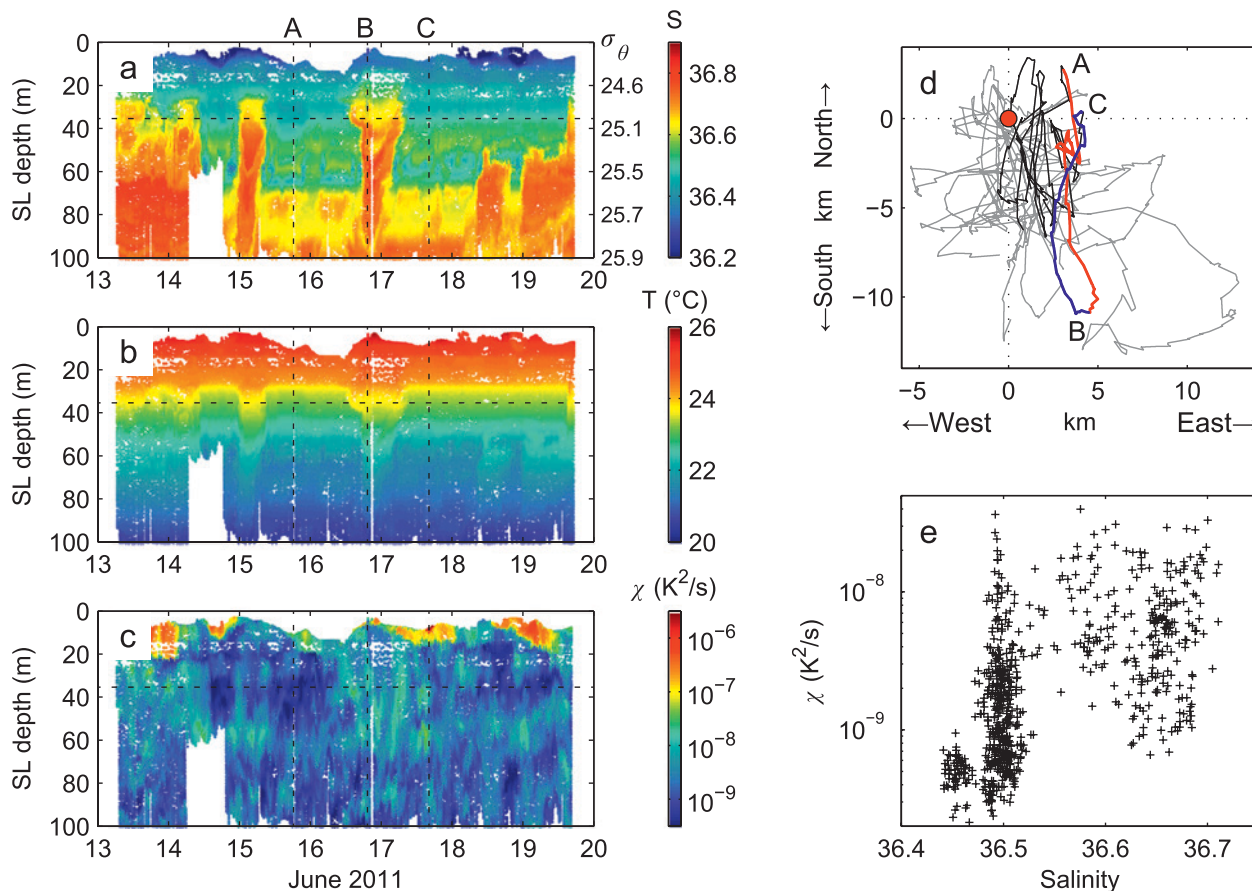 A B C
a
SL depth (m)
0
20
40
60
80
100
13 14 15 16 17 18 19 20
σθ
24.6
25.1
25.5
25.7
25.9
S
36.8
36.6
36.4
36.2
b
SL depth (m)
0
20
40
60
80
100
13 14 15 16 17 18 19 20
T (°C)
26
24
22
20
c
SL depth (m)
0
20
40
60
80
100
13 14 15 16 17 18 19 20
June 2011
χ (K²/s)
10⁻⁶
10⁻⁷
10⁻⁸
10⁻⁹
d
A
C
B
←South km North→
0
−5
−10
−5 0 5 10
←West km East→
e
χ (K²/s)
10⁻⁸
10⁻⁹
36.4 36.5 36.6 36.7
Salinity